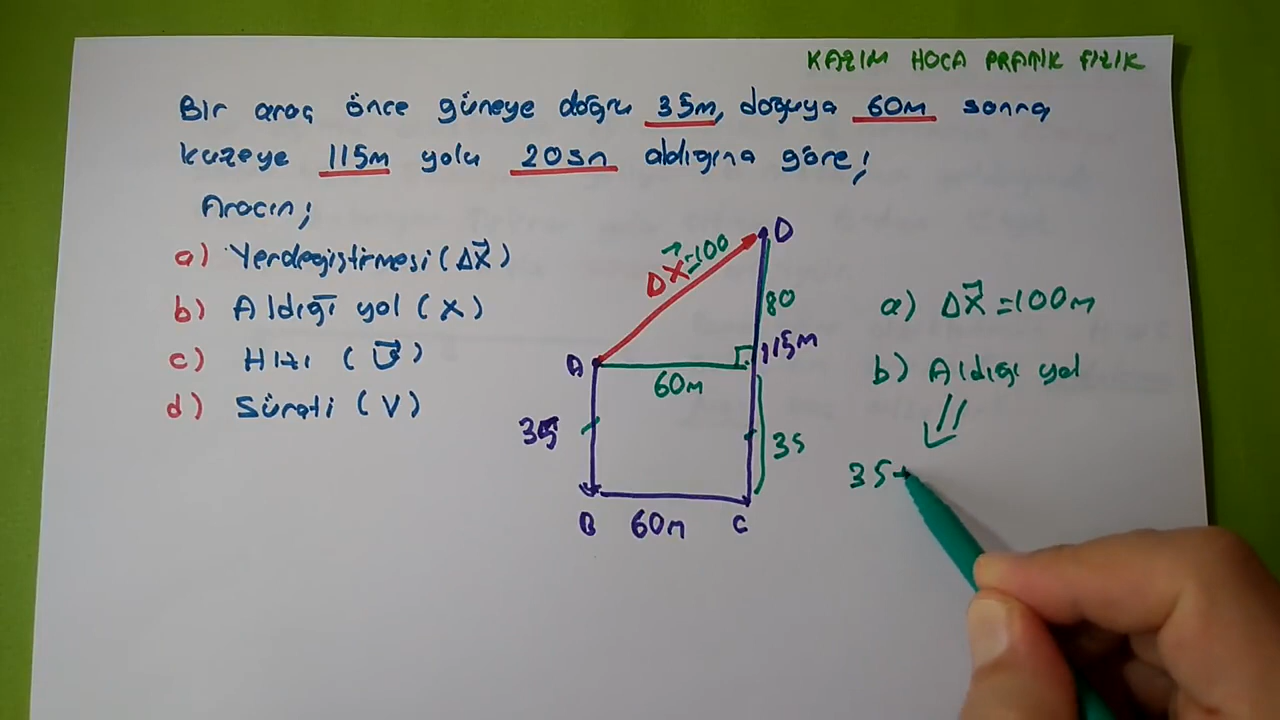 KAZIM HOCA PRATİK FİZİK
Bir araç önce güneye doğru 35m, doğuya 60m sonra
kuzeye 115m yolu 20sn aldığına göre;
Aracın;
a) Yerdegiştirmesi (ΔX⃗)
b) Aldığı yol (X)
c) Hızı (ϑ⃗)
d) Sürati (V)
D
ΔX⃗=100
80
115m
A
60m
35
35
B
60m
C
a) ΔX⃗ = 100m
b) Aldığı yol
35+